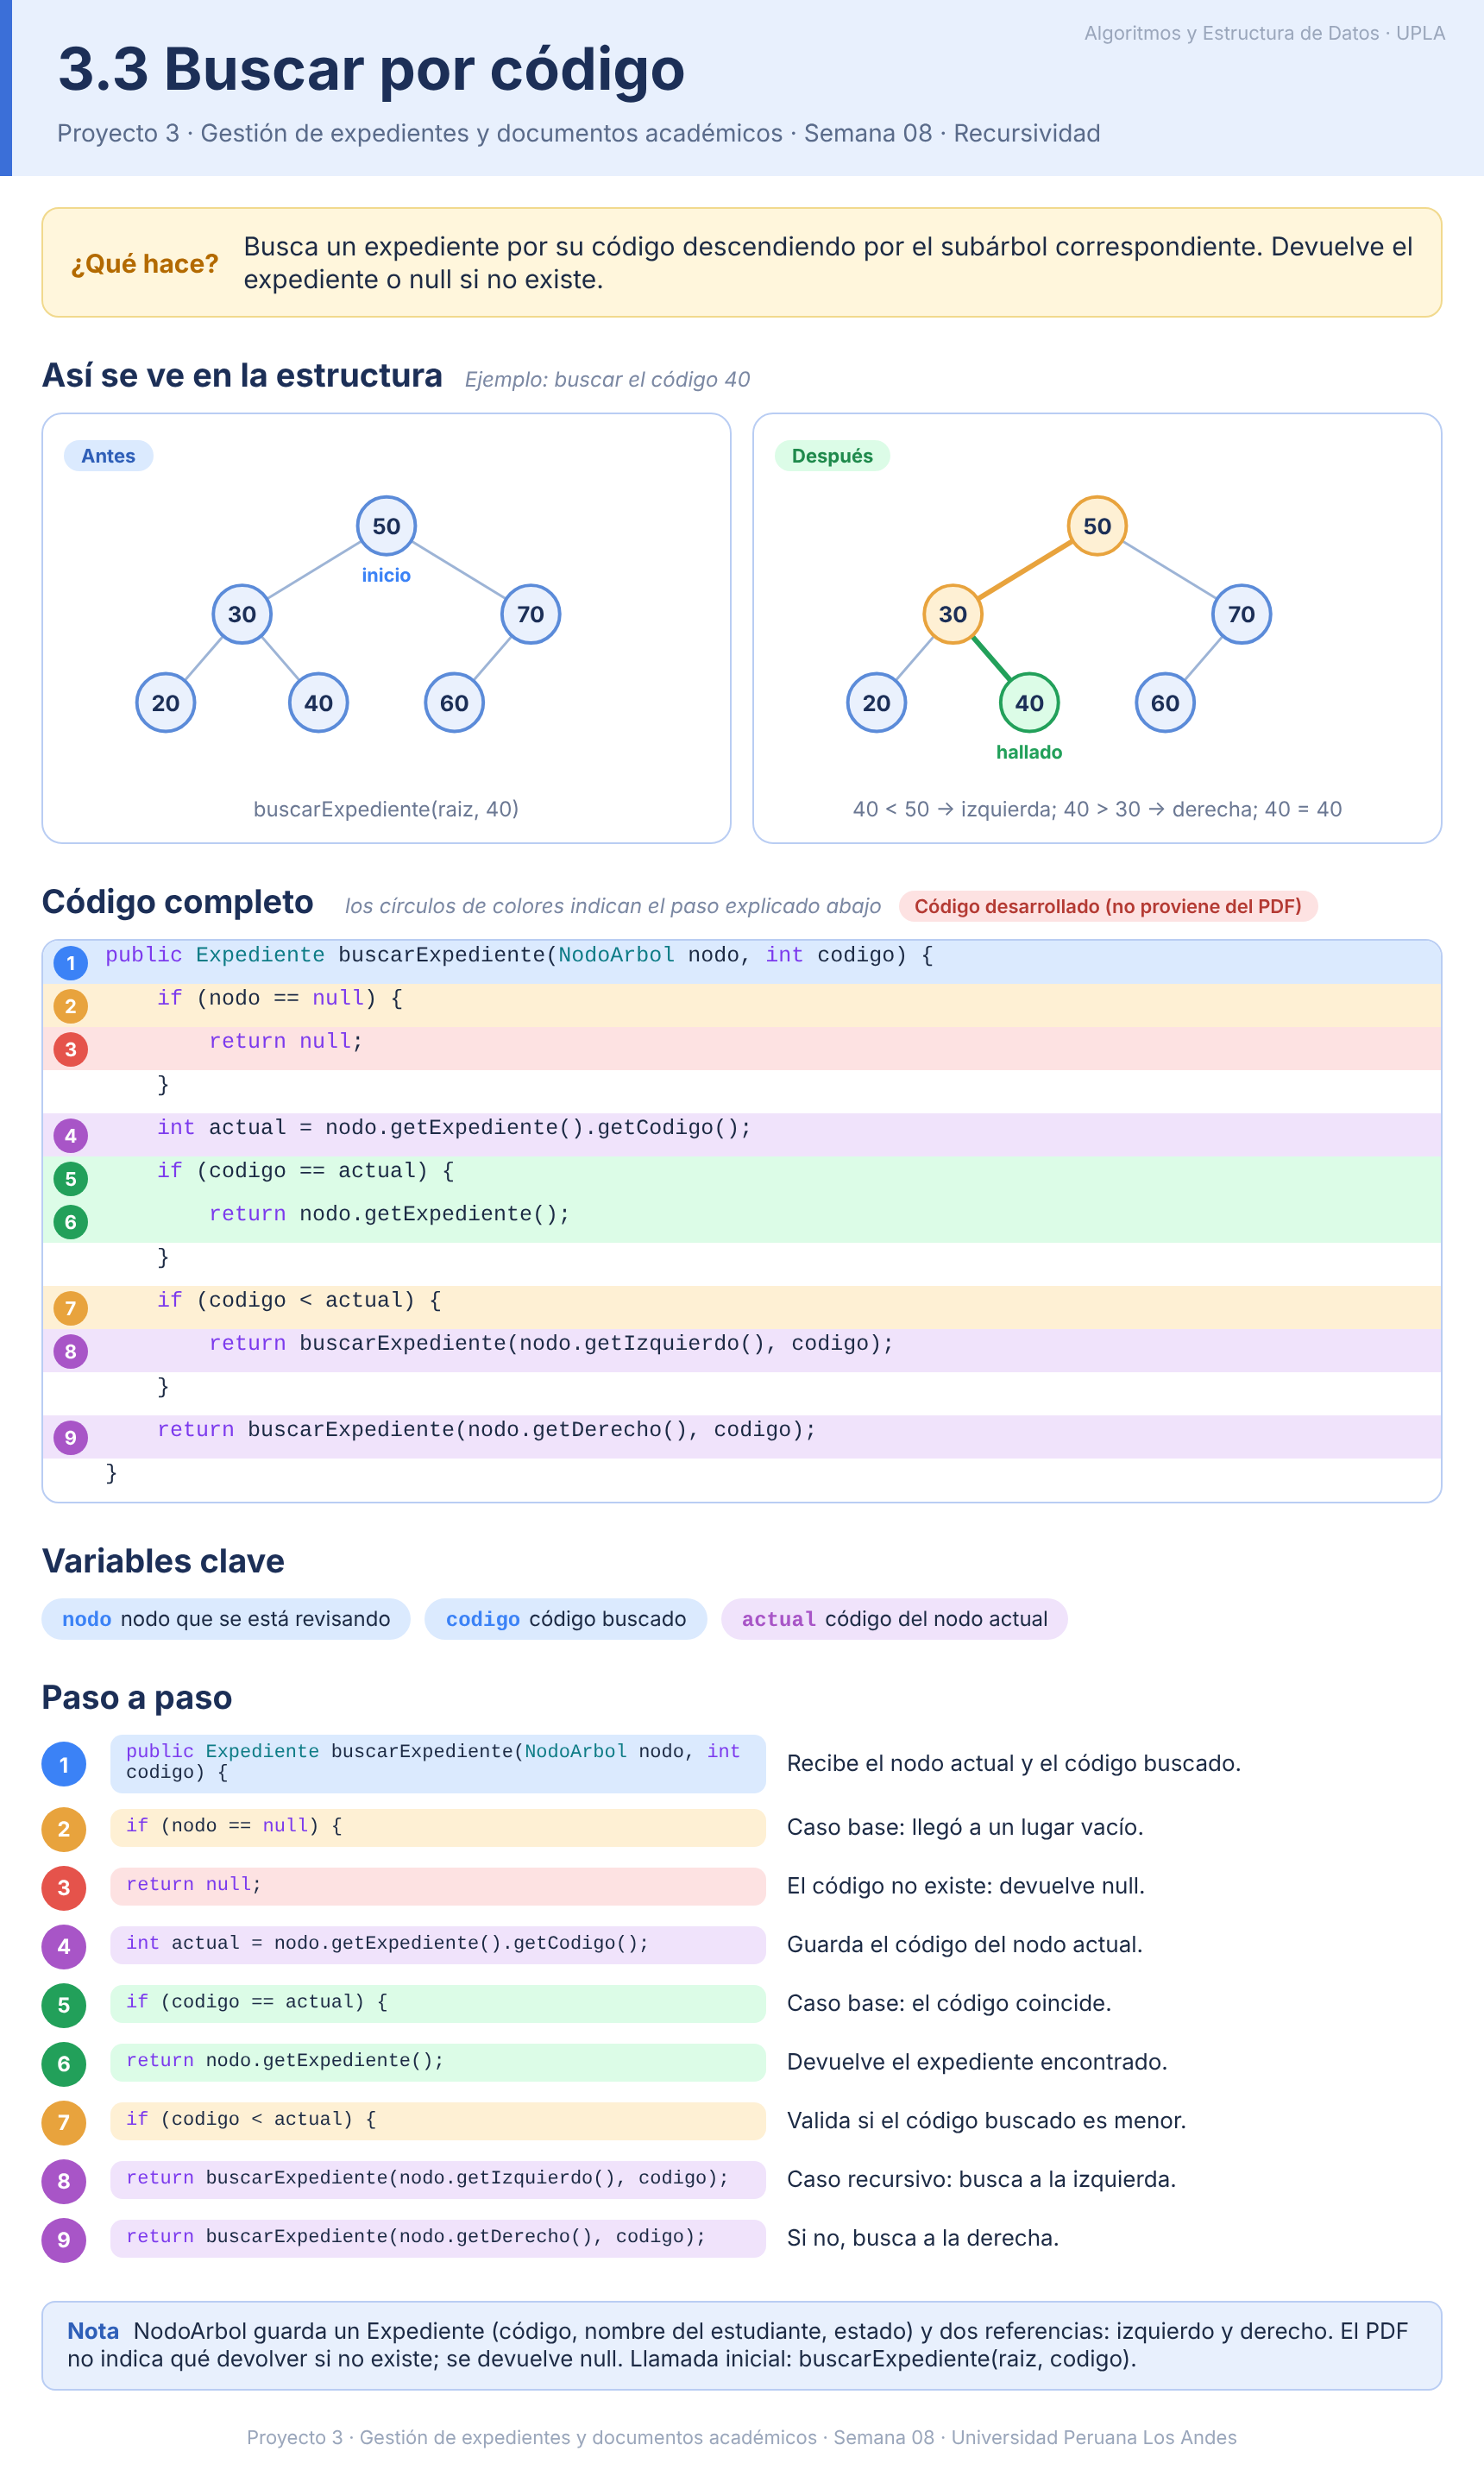 Algoritmos y Estructura de Datos · UPLA
3.3 Buscar por código
Proyecto 3 · Gestión de expedientes y documentos académicos · Semana 08 · Recursividad
¿Qué hace?
Busca un expediente por su código descendiendo por el subárbol correspondiente. Devuelve el
expediente o null si no existe.
Así se ve en la estructura Ejemplo: buscar el código 40
Antes
50
inicio
30 70
20 40 60
buscarExpediente(raiz, 40)
Después
50
30 70
20 40 60
hallado
40 < 50 → izquierda; 40 > 30 → derecha; 40 = 40
Código completo los círculos de colores indican el paso explicado abajo Código desarrollado (no proviene del PDF)
1 public Expediente buscarExpediente(NodoArbol nodo, int codigo) {
2 if (nodo == null) {
3 return null;
}
4 int actual = nodo.getExpediente().getCodigo();
5 if (codigo == actual) {
6 return nodo.getExpediente();
}
7 if (codigo < actual) {
8 return buscarExpediente(nodo.getIzquierdo(), codigo);
}
9 return buscarExpediente(nodo.getDerecho(), codigo);
}
Variables clave
nodo nodo que se está revisando codigo código buscado actual código del nodo actual
Paso a paso
1 public Expediente buscarExpediente(NodoArbol nodo, int
codigo) {
Recibe el nodo actual y el código buscado.
2 if (nodo == null) { Caso base: llegó a un lugar vacío.
3 return null; El código no existe: devuelve null.
4 int actual = nodo.getExpediente().getCodigo(); Guarda el código del nodo actual.
5 if (codigo == actual) { Caso base: el código coincide.
6 return nodo.getExpediente(); Devuelve el expediente encontrado.
7 if (codigo < actual) { Valida si el código buscado es menor.
8 return buscarExpediente(nodo.getIzquierdo(), codigo); Caso recursivo: busca a la izquierda.
9 return buscarExpediente(nodo.getDerecho(), codigo); Si no, busca a la derecha.
Nota NodoArbol guarda un Expediente (código, nombre del estudiante, estado) y dos referencias: izquierdo y derecho. El PDF
no indica qué devolver si no existe; se devuelve null. Llamada inicial: buscarExpediente(raiz, codigo).
Proyecto 3 · Gestión de expedientes y documentos académicos · Semana 08 · Universidad Peruana Los Andes